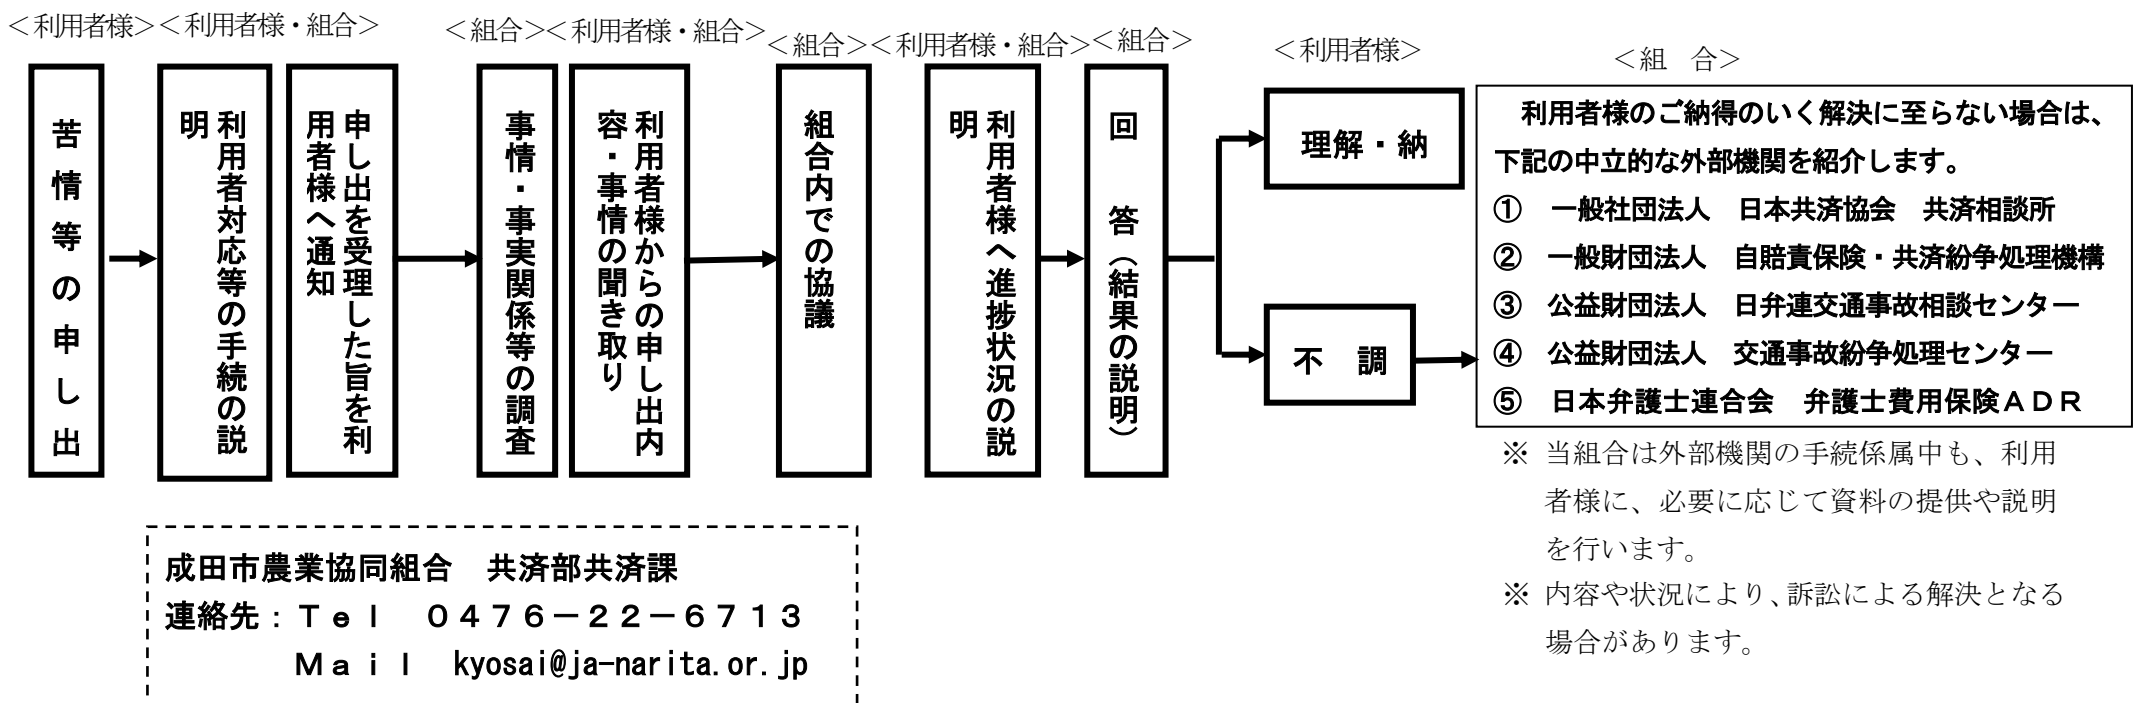 ＜利用者様＞
＜利用者様・組合＞
＜組合＞
＜利用者様・組合＞
＜組合＞
＜利用者様・組合＞
＜組合＞
＜利用者様＞
＜組　合＞
苦情等の申し出
利用者対応等の手続の説
明
申し出を受理した旨を利
用者様へ通知
事情・事実関係等の調査
利用者様からの申し出内
容・事情の聞き取り
組合内での協議
利用者様へ進捗状況の説
明
回　答（結果の説明）
理解・納
不　調
利用者様のご納得のいく解決に至らない場合は、
下記の中立的な外部機関を紹介します。
①　一般社団法人　日本共済協会　共済相談所
②　一般財団法人　自賠責保険・共済紛争処理機構
③　公益財団法人　日弁連交通事故相談センター
④　公益財団法人　交通事故紛争処理センター
⑤　日本弁護士連合会　弁護士費用保険ＡＤＲ
※ 当組合は外部機関の手続係属中も、利用
者様に、必要に応じて資料の提供や説明
を行います。
※ 内容や状況により、訴訟による解決となる
場合があります。
成田市農業協同組合　共済部共済課
連絡先：Ｔｅｌ　０４７６－２２－６７１３
Ｍａｉｌ　kyosai@ja-narita.or.jp